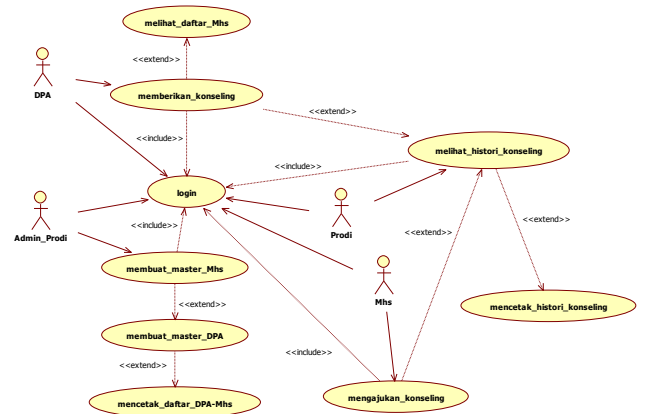 melihat_daftar_Mhs
<<extend>>
DPA
memberikan_konseling
<<extend>>
<<include>>
melihat_histori_konseling
<<include>>
login
Admin_Prodi
<<include>>
Prodi
<<extend>>
<<extend>>
membuat_master_Mhs
Mhs
<<extend>>
mencetak_histori_konseling
membuat_master_DPA
<<include>>
<<extend>>
mencetak_daftar_DPA-Mhs
mengajukan_konseling